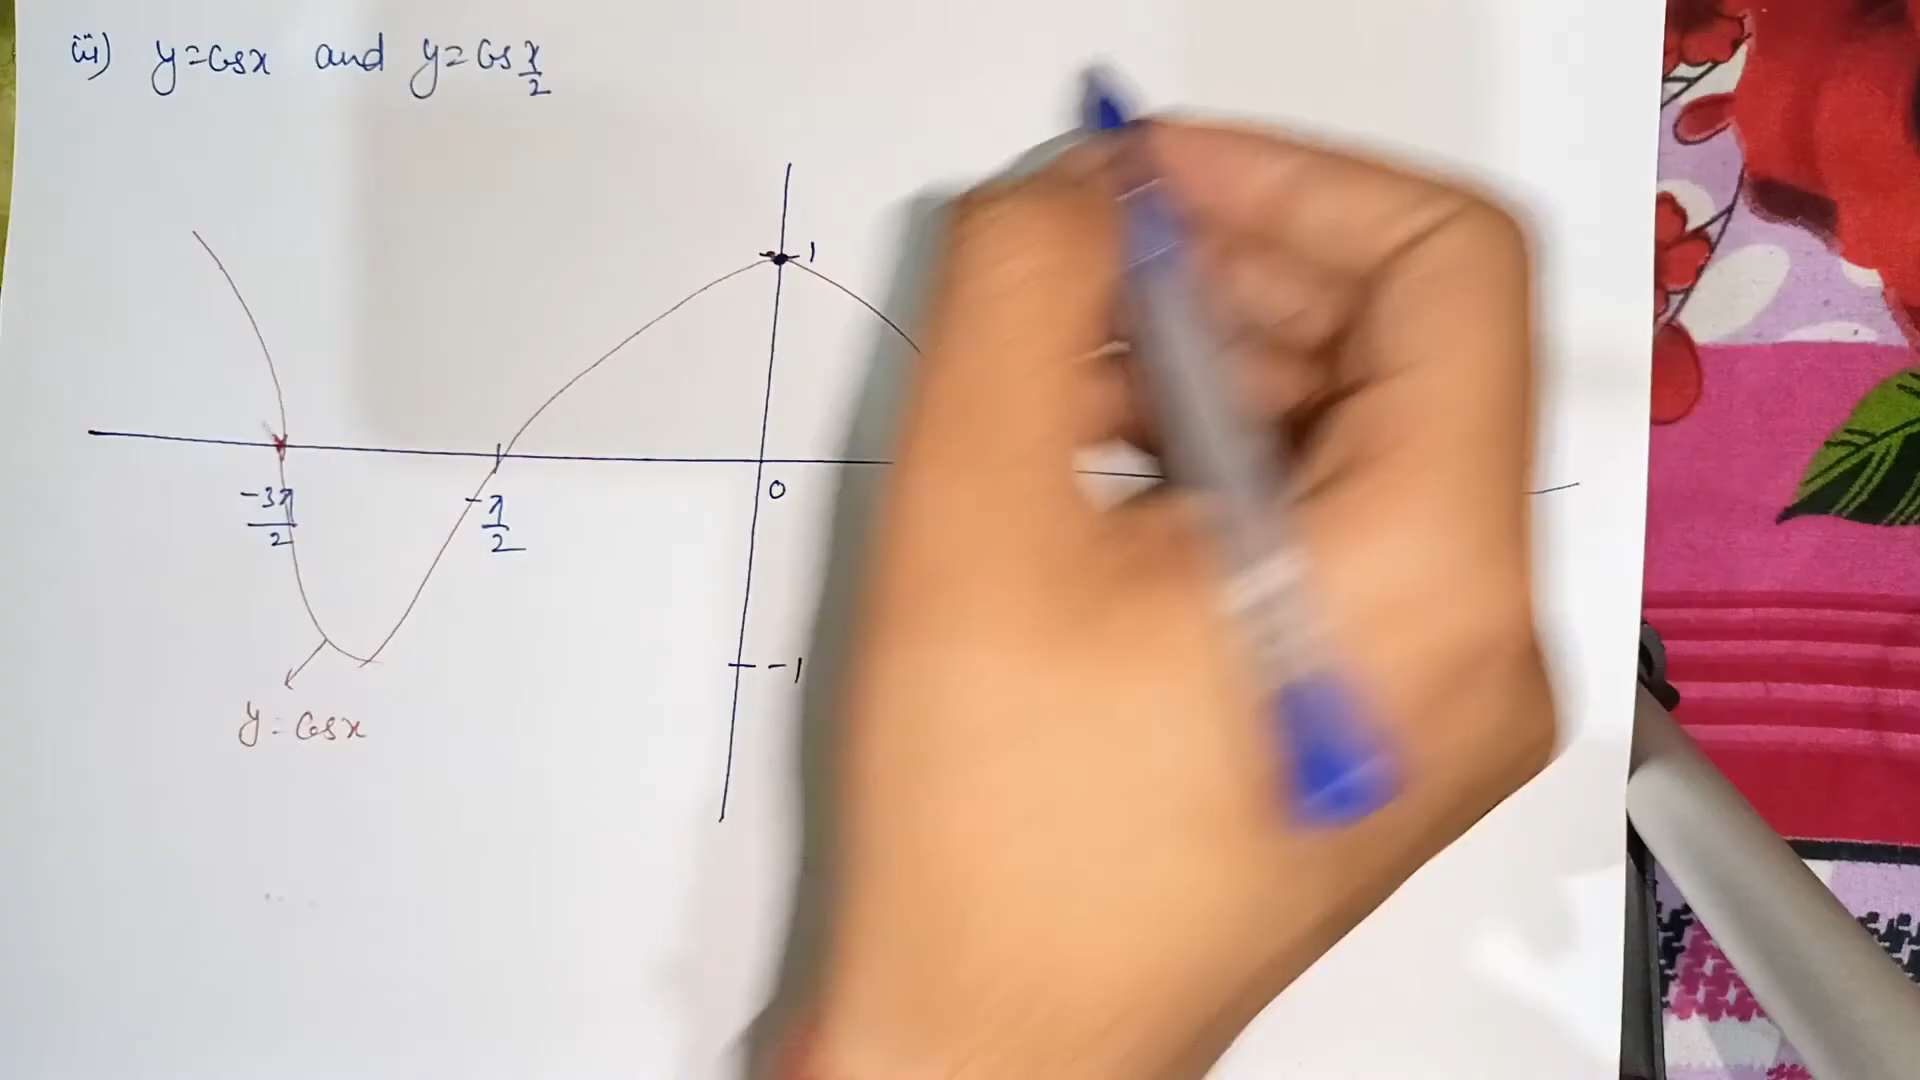 iii) y=Cosx and y=Cos x/2
1
0
-3π/2
-π/2
-1
y=Cosx